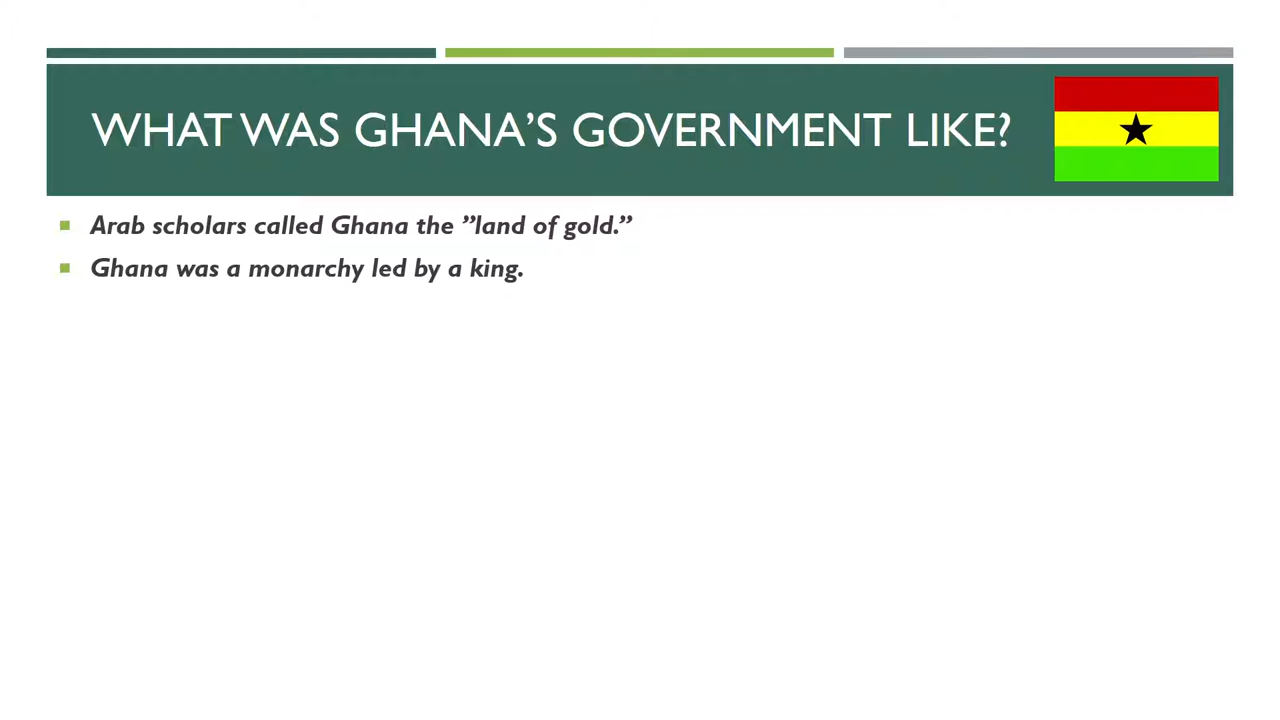 WHAT WAS GHANA’S GOVERNMENT LIKE?
Arab scholars called Ghana the ”land of gold.”
Ghana was a monarchy led by a king.